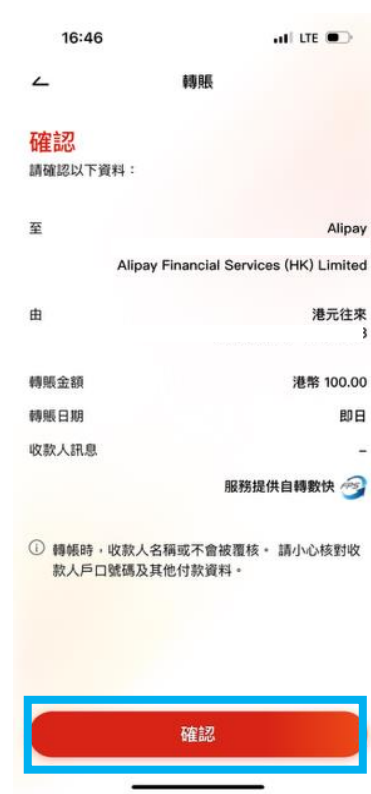 16:46 LTE
轉賬
確認
請確認以下資料：
至 Alipay
Alipay Financial Services (HK) Limited
由 港元往來
轉賬金額 港幣 100.00
轉賬日期 即日
收款人訊息 –
服務提供自轉數快 FPS
轉帳時，收款人名稱或不會被覆核。 請小心核對收
款人戶口號碼及其他付款資料。
確認